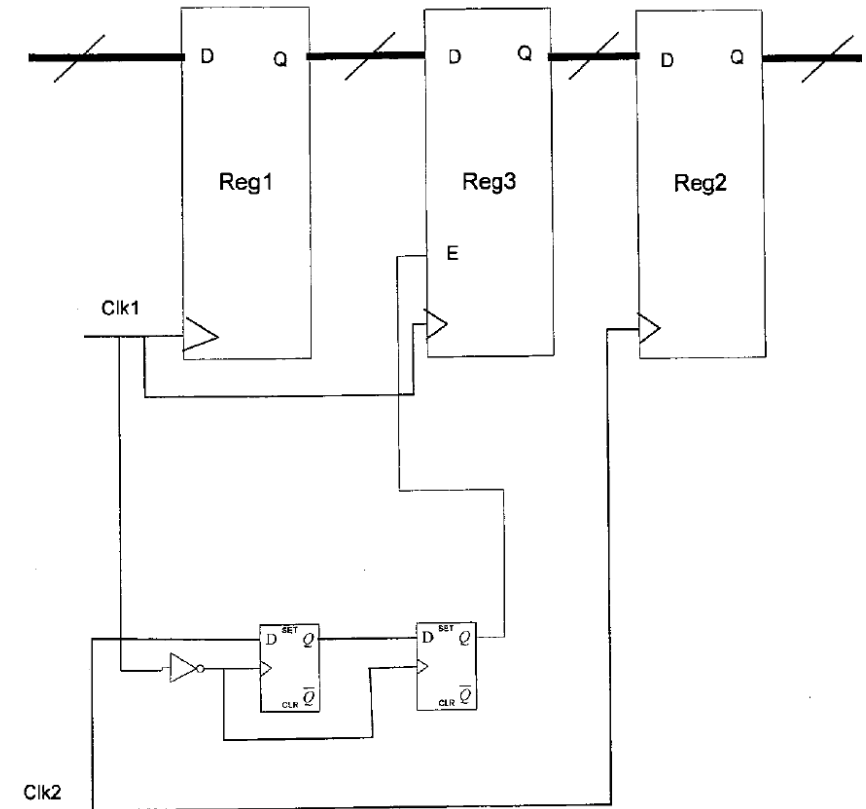 D Q D Q D Q
Reg1 Reg3 Reg2
E
Clk1
D SET Q D SET Q
Q̅ Q̅
CLR CLR
Clk2